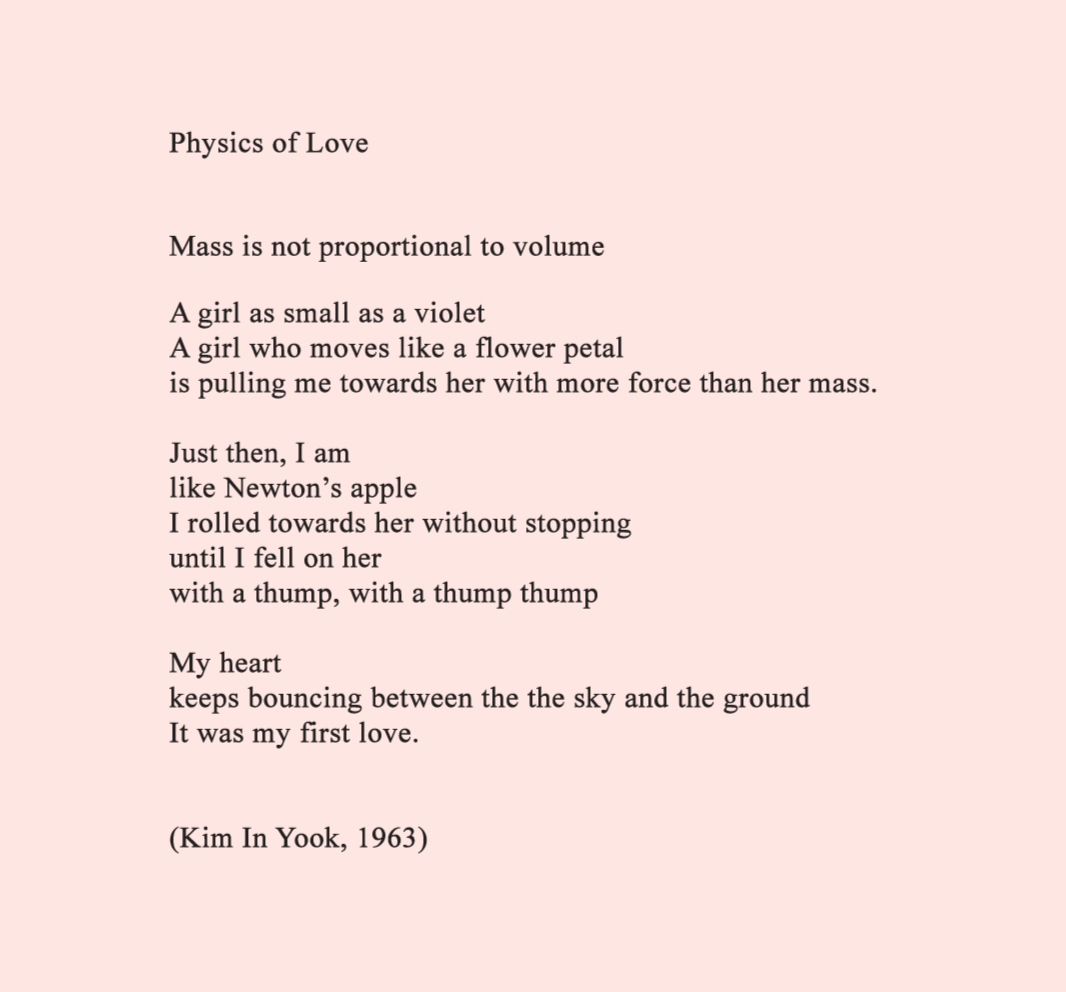 Physics of Love
Mass is not proportional to volume
A girl as small as a violet
A girl who moves like a flower petal
is pulling me towards her with more force than her mass.
Just then, I am
like Newton’s apple
I rolled towards her without stopping
until I fell on her
with a thump, with a thump thump
My heart
keeps bouncing between the the sky and the ground
It was my first love.
(Kim In Yook, 1963)